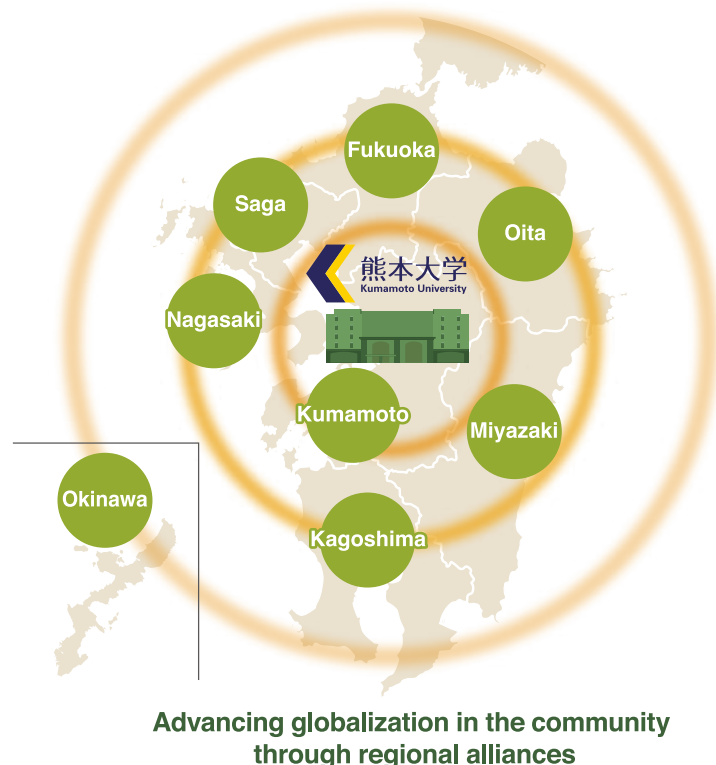 Fukuoka
Saga
Oita
熊本大学
Kumamoto University
Nagasaki
Kumamoto
Miyazaki
Okinawa
Kagoshima
Advancing globalization in the community
through regional alliances